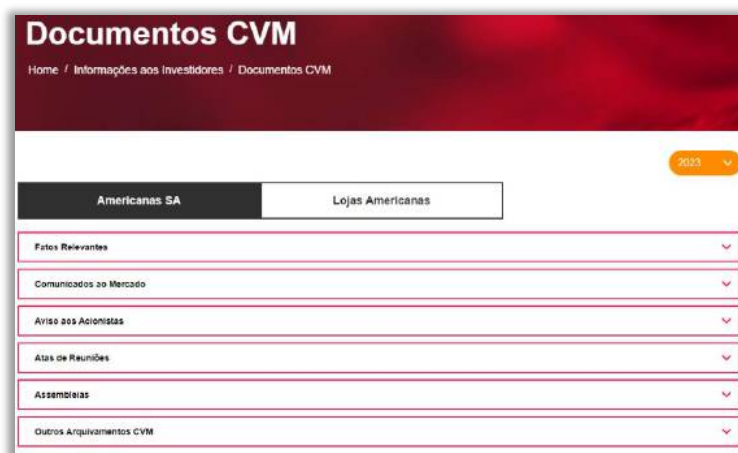 Documentos CVM
Home / Informações aos Investidores / Documentos CVM
2023
Americanas SA
Lojas Americanas
Fatos Relevantes
Comunicados ao Mercado
Aviso aos Acionistas
Atas de Reuniões
Assembleias
Outros Arquivamentos CVM